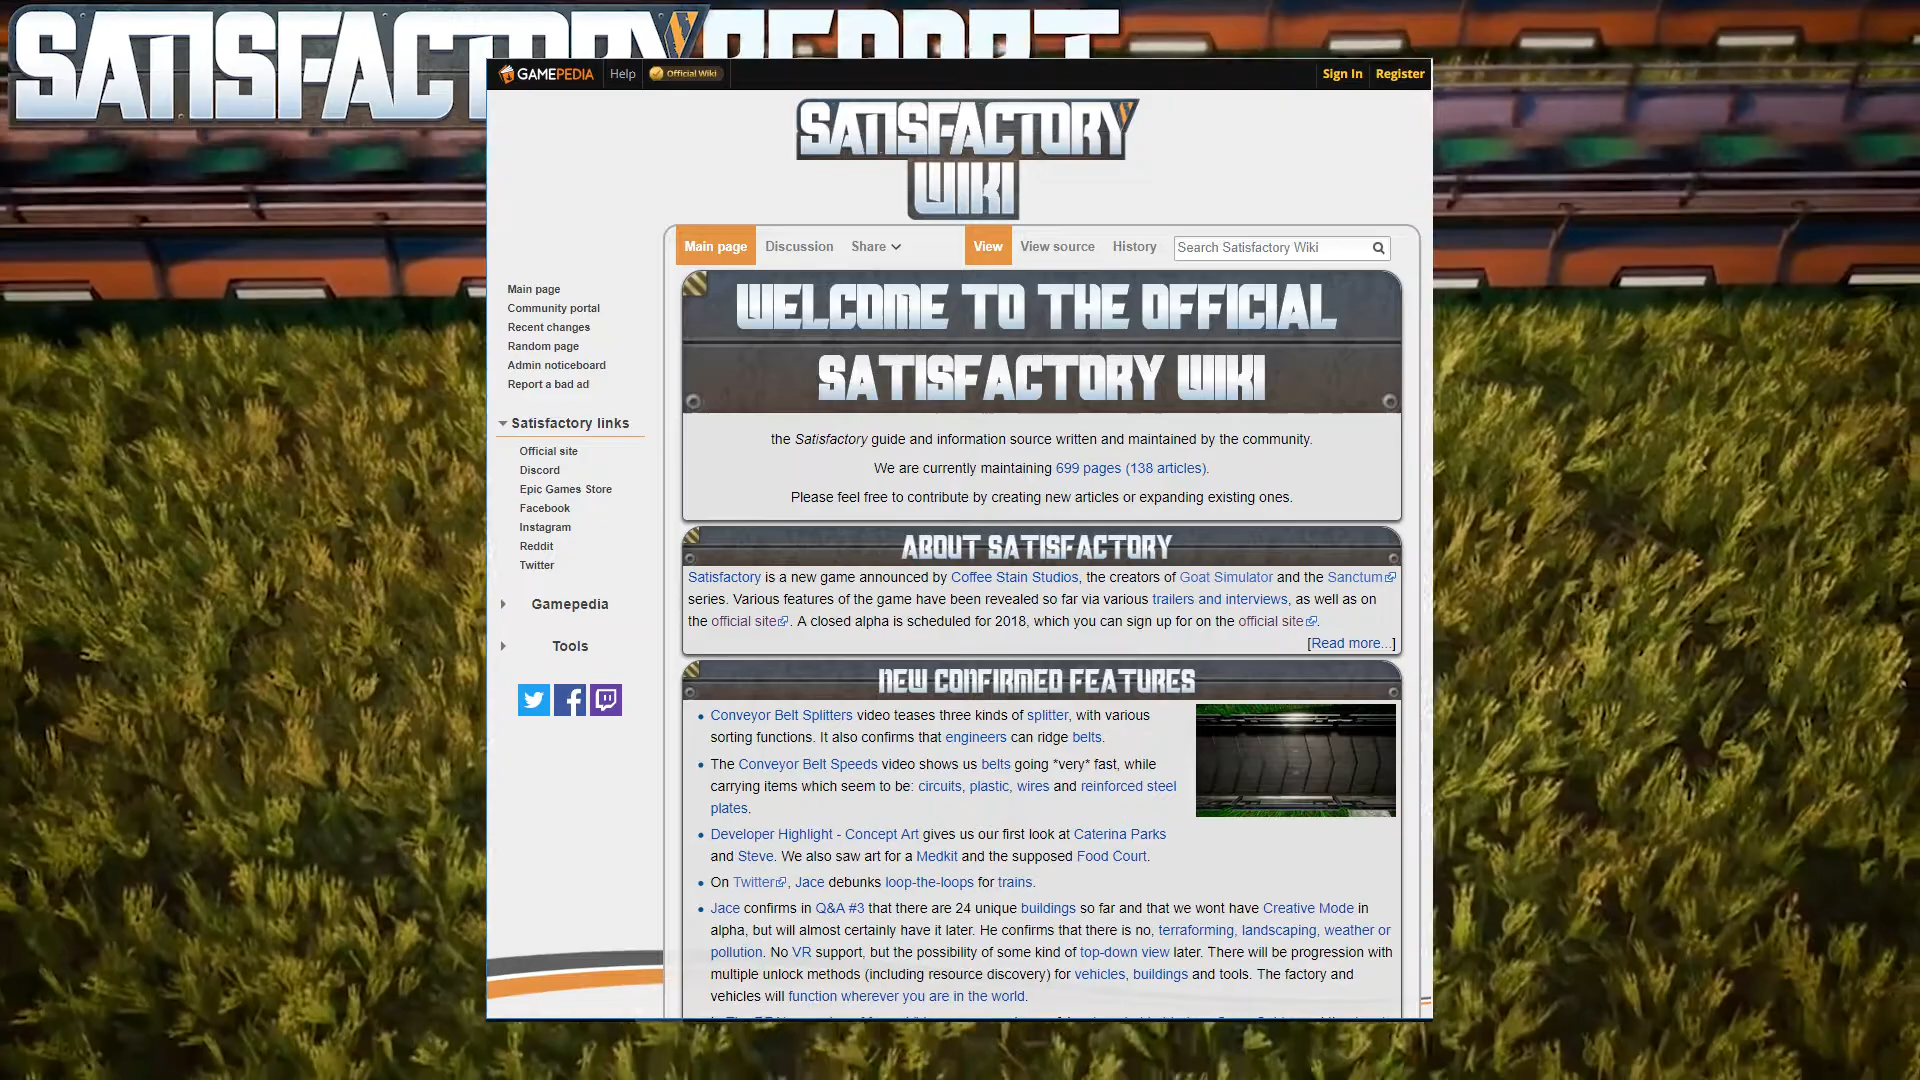 SATISFACTORY REPORT
GAMEPEDIA Help Official Wiki Sign In Register
SATISFACTORY
WIKI
Main page Discussion Share View View source History Search Satisfactory Wiki
Main page
Community portal
Recent changes
Random page
Admin noticeboard
Report a bad ad
Satisfactory links
Official site
Discord
Epic Games Store
Facebook
Instagram
Reddit
Twitter
Gamepedia
Tools
WELCOME TO THE OFFICIAL
SATISFACTORY WIKI
the Satisfactory guide and information source written and maintained by the community.
We are currently maintaining 699 pages (138 articles).
Please feel free to contribute by creating new articles or expanding existing ones.
ABOUT SATISFACTORY
Satisfactory is a new game announced by Coffee Stain Studios, the creators of Goat Simulator and the Sanctum
series. Various features of the game have been revealed so far via various trailers and interviews, as well as on
the official site. A closed alpha is scheduled for 2018, which you can sign up for on the official site.
[Read more...]
NEW CONFIRMED FEATURES
• Conveyor Belt Splitters video teases three kinds of splitter, with various
sorting functions. It also confirms that engineers can ridge belts.
• The Conveyor Belt Speeds video shows us belts going *very* fast, while
carrying items which seem to be: circuits, plastic, wires and reinforced steel
plates.
• Developer Highlight - Concept Art gives us our first look at Caterina Parks
and Steve. We also saw art for a Medkit and the supposed Food Court.
• On Twitter, Jace debunks loop-the-loops for trains.
• Jace confirms in Q&A #3 that there are 24 unique buildings so far and that we wont have Creative Mode in
alpha, but will almost certainly have it later. He confirms that there is no, terraforming, landscaping, weather or
pollution. No VR support, but the possibility of some kind of top-down view later. There will be progression with
multiple unlock methods (including resource discovery) for vehicles, buildings and tools. The factory and
vehicles will function wherever you are in the world.